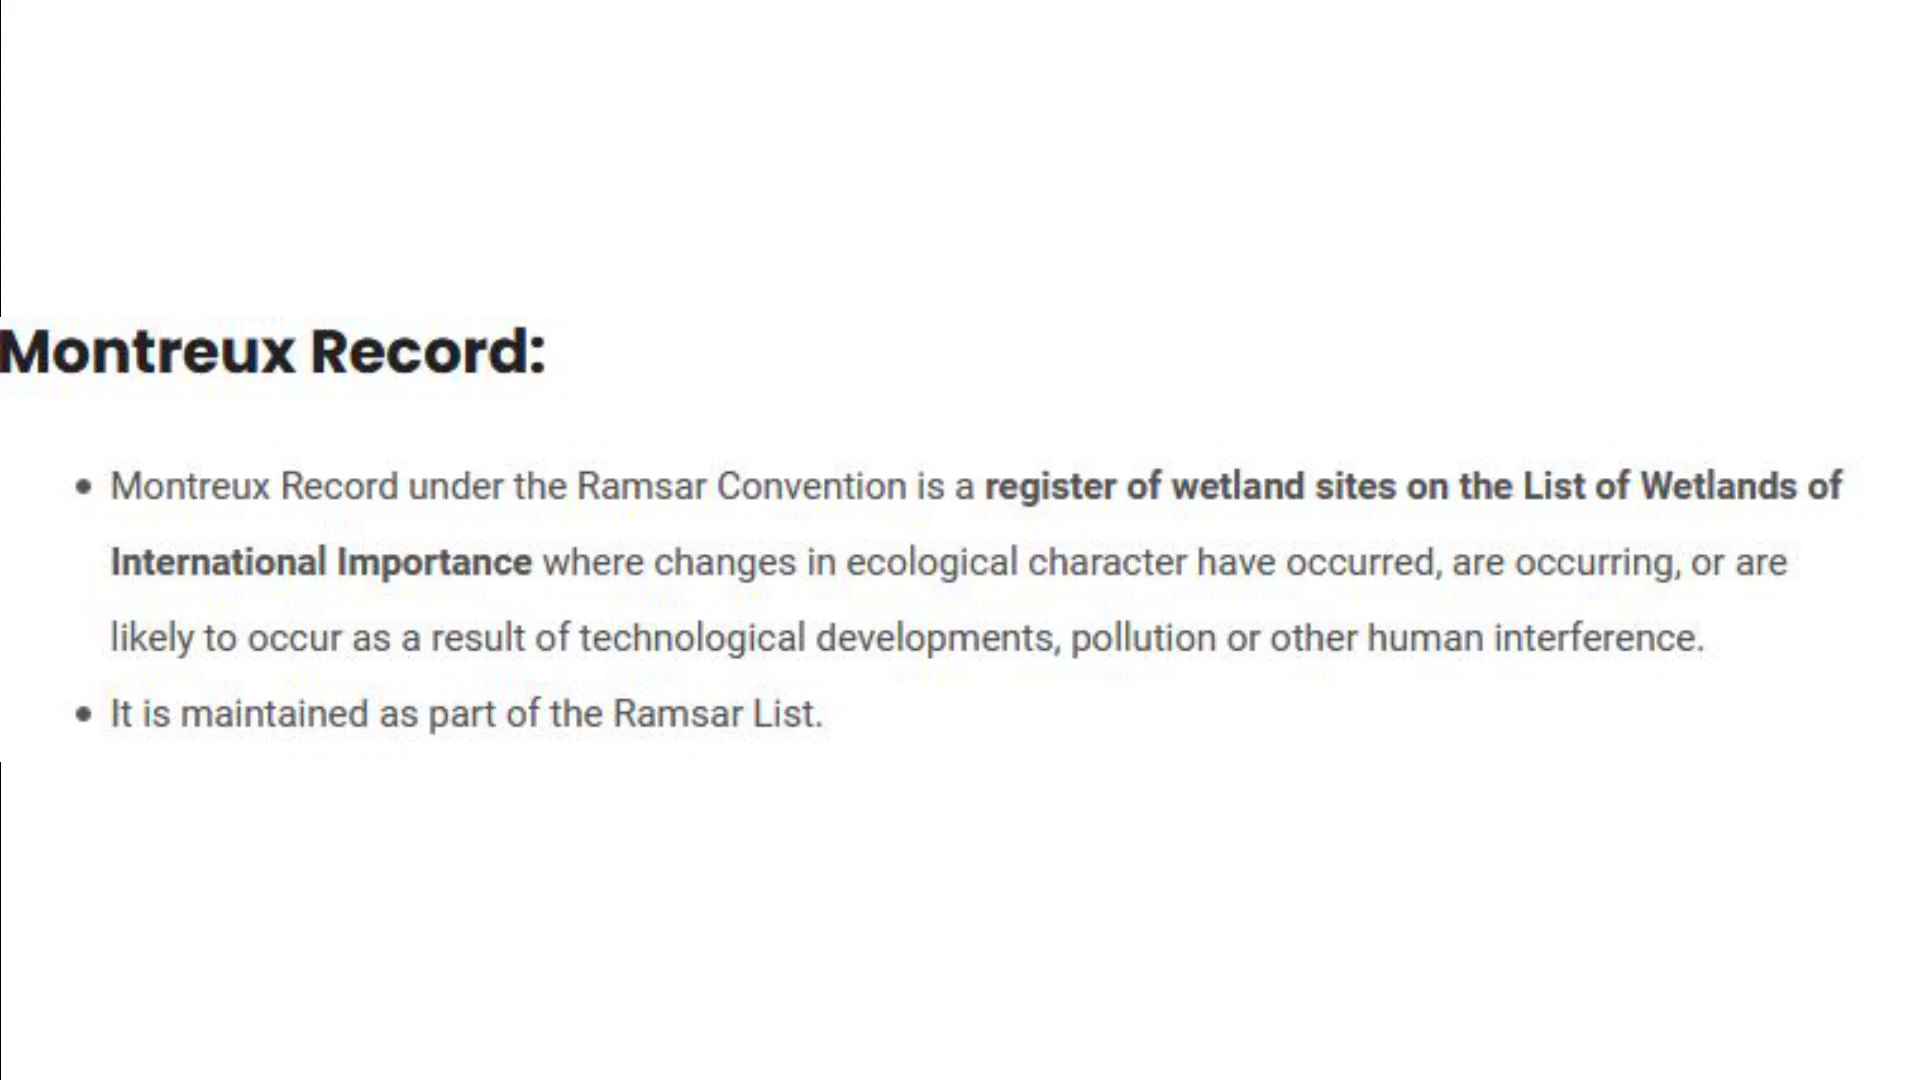 Montreux Record:
• Montreux Record under the Ramsar Convention is a register of wetland sites on the List of Wetlands of
International Importance where changes in ecological character have occurred, are occurring, or are
likely to occur as a result of technological developments, pollution or other human interference.
• It is maintained as part of the Ramsar List.